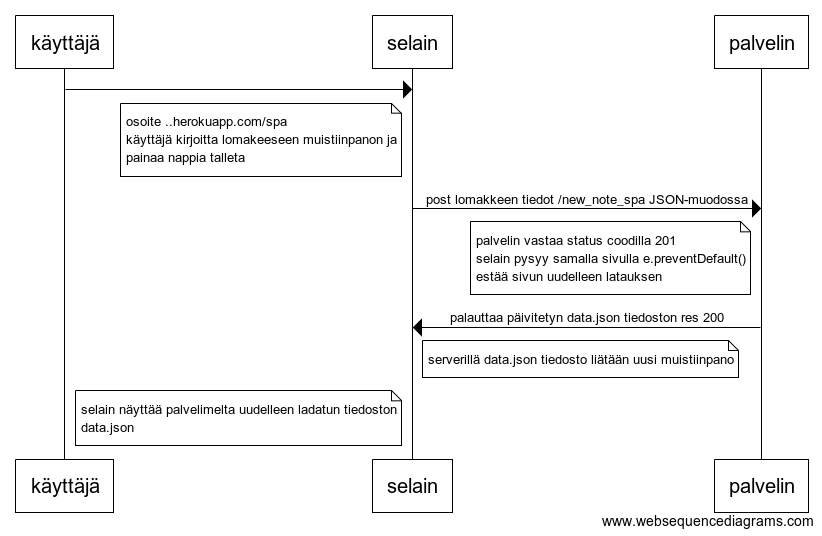 käyttäjä
selain
palvelin
osoite ..herokuapp.com/spa
käyttäjä kirjoitta lomakeeseen muistiinpanon ja
painaa nappia talleta
post lomakkeen tiedot /new_note_spa JSON-muodossa
palvelin vastaa status coodilla 201
selain pysyy samalla sivulla e.preventDefault()
estää sivun uudelleen latauksen
palauttaa päivitetyn data.json tiedoston res 200
serverillä data.json tiedosto liätään uusi muistiinpano
selain näyttää palvelimelta uudelleen ladatun tiedoston
data.json
käyttäjä
selain
palvelin
www.websequencediagrams.com